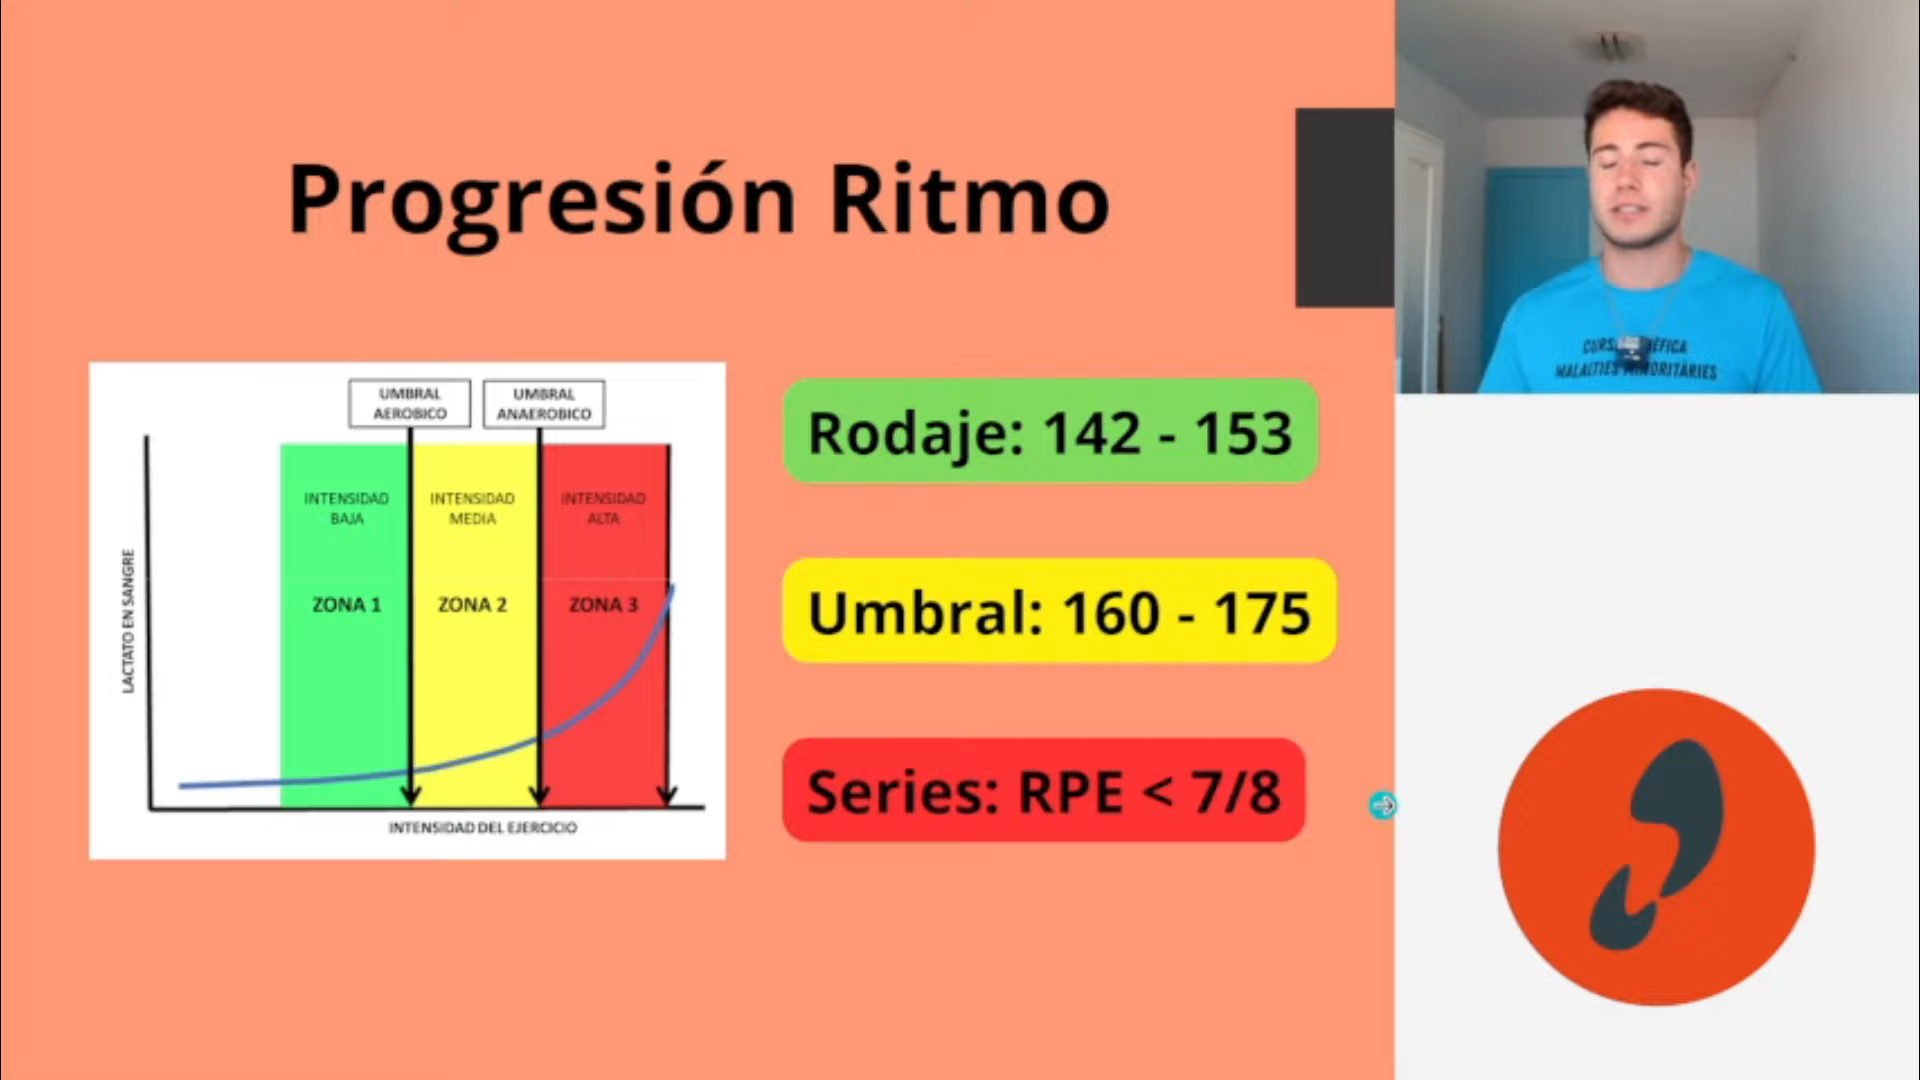 Progresión Ritmo
UMBRAL
AEROBICO
UMBRAL
ANAEROBICO
INTENSIDAD
BAJA
INTENSIDAD
MEDIA
INTENSIDAD
ALTA
ZONA 1
ZONA 2
ZONA 3
LACTATO EN SANGRE
INTENSIDAD DEL EJERCICIO
Rodaje: 142 - 153
Umbral: 160 - 175
Series: RPE < 7/8
MALALTIES